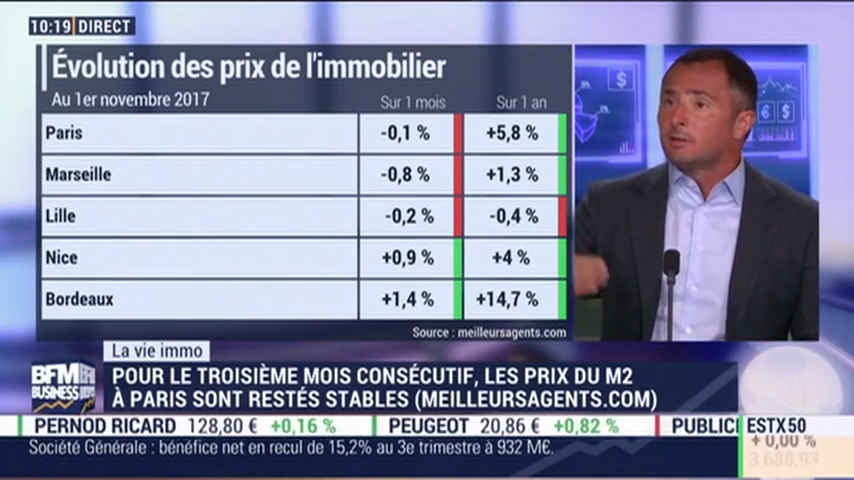 10:19 DIRECT
Évolution des prix de l'immobilier
Au 1er novembre 2017 Sur 1 mois Sur 1 an
Paris -0,1 % +5,8 %
Marseille -0,8 % +1,3 %
Lille -0,2 % -0,4 %
Nice +0,9 % +4 %
Bordeaux +1,4 % +14,7 %
Source : meilleursagents.com
$
€ $
La vie immo
BFM
BUSINESS
POUR LE TROISIÈME MOIS CONSÉCUTIF, LES PRIX DU M2
À PARIS SONT RESTÉS STABLES (MEILLEURSAGENTS.COM)
PERNOD RICARD 128,80 € +0,16 % PEUGEOT 20,86 € +0,82 % PUBLICI
ESTX50
+ 0,00 %
3 688.93
Société Générale : bénéfice net en recul de 15,2% au 3e trimestre à 932 M€.